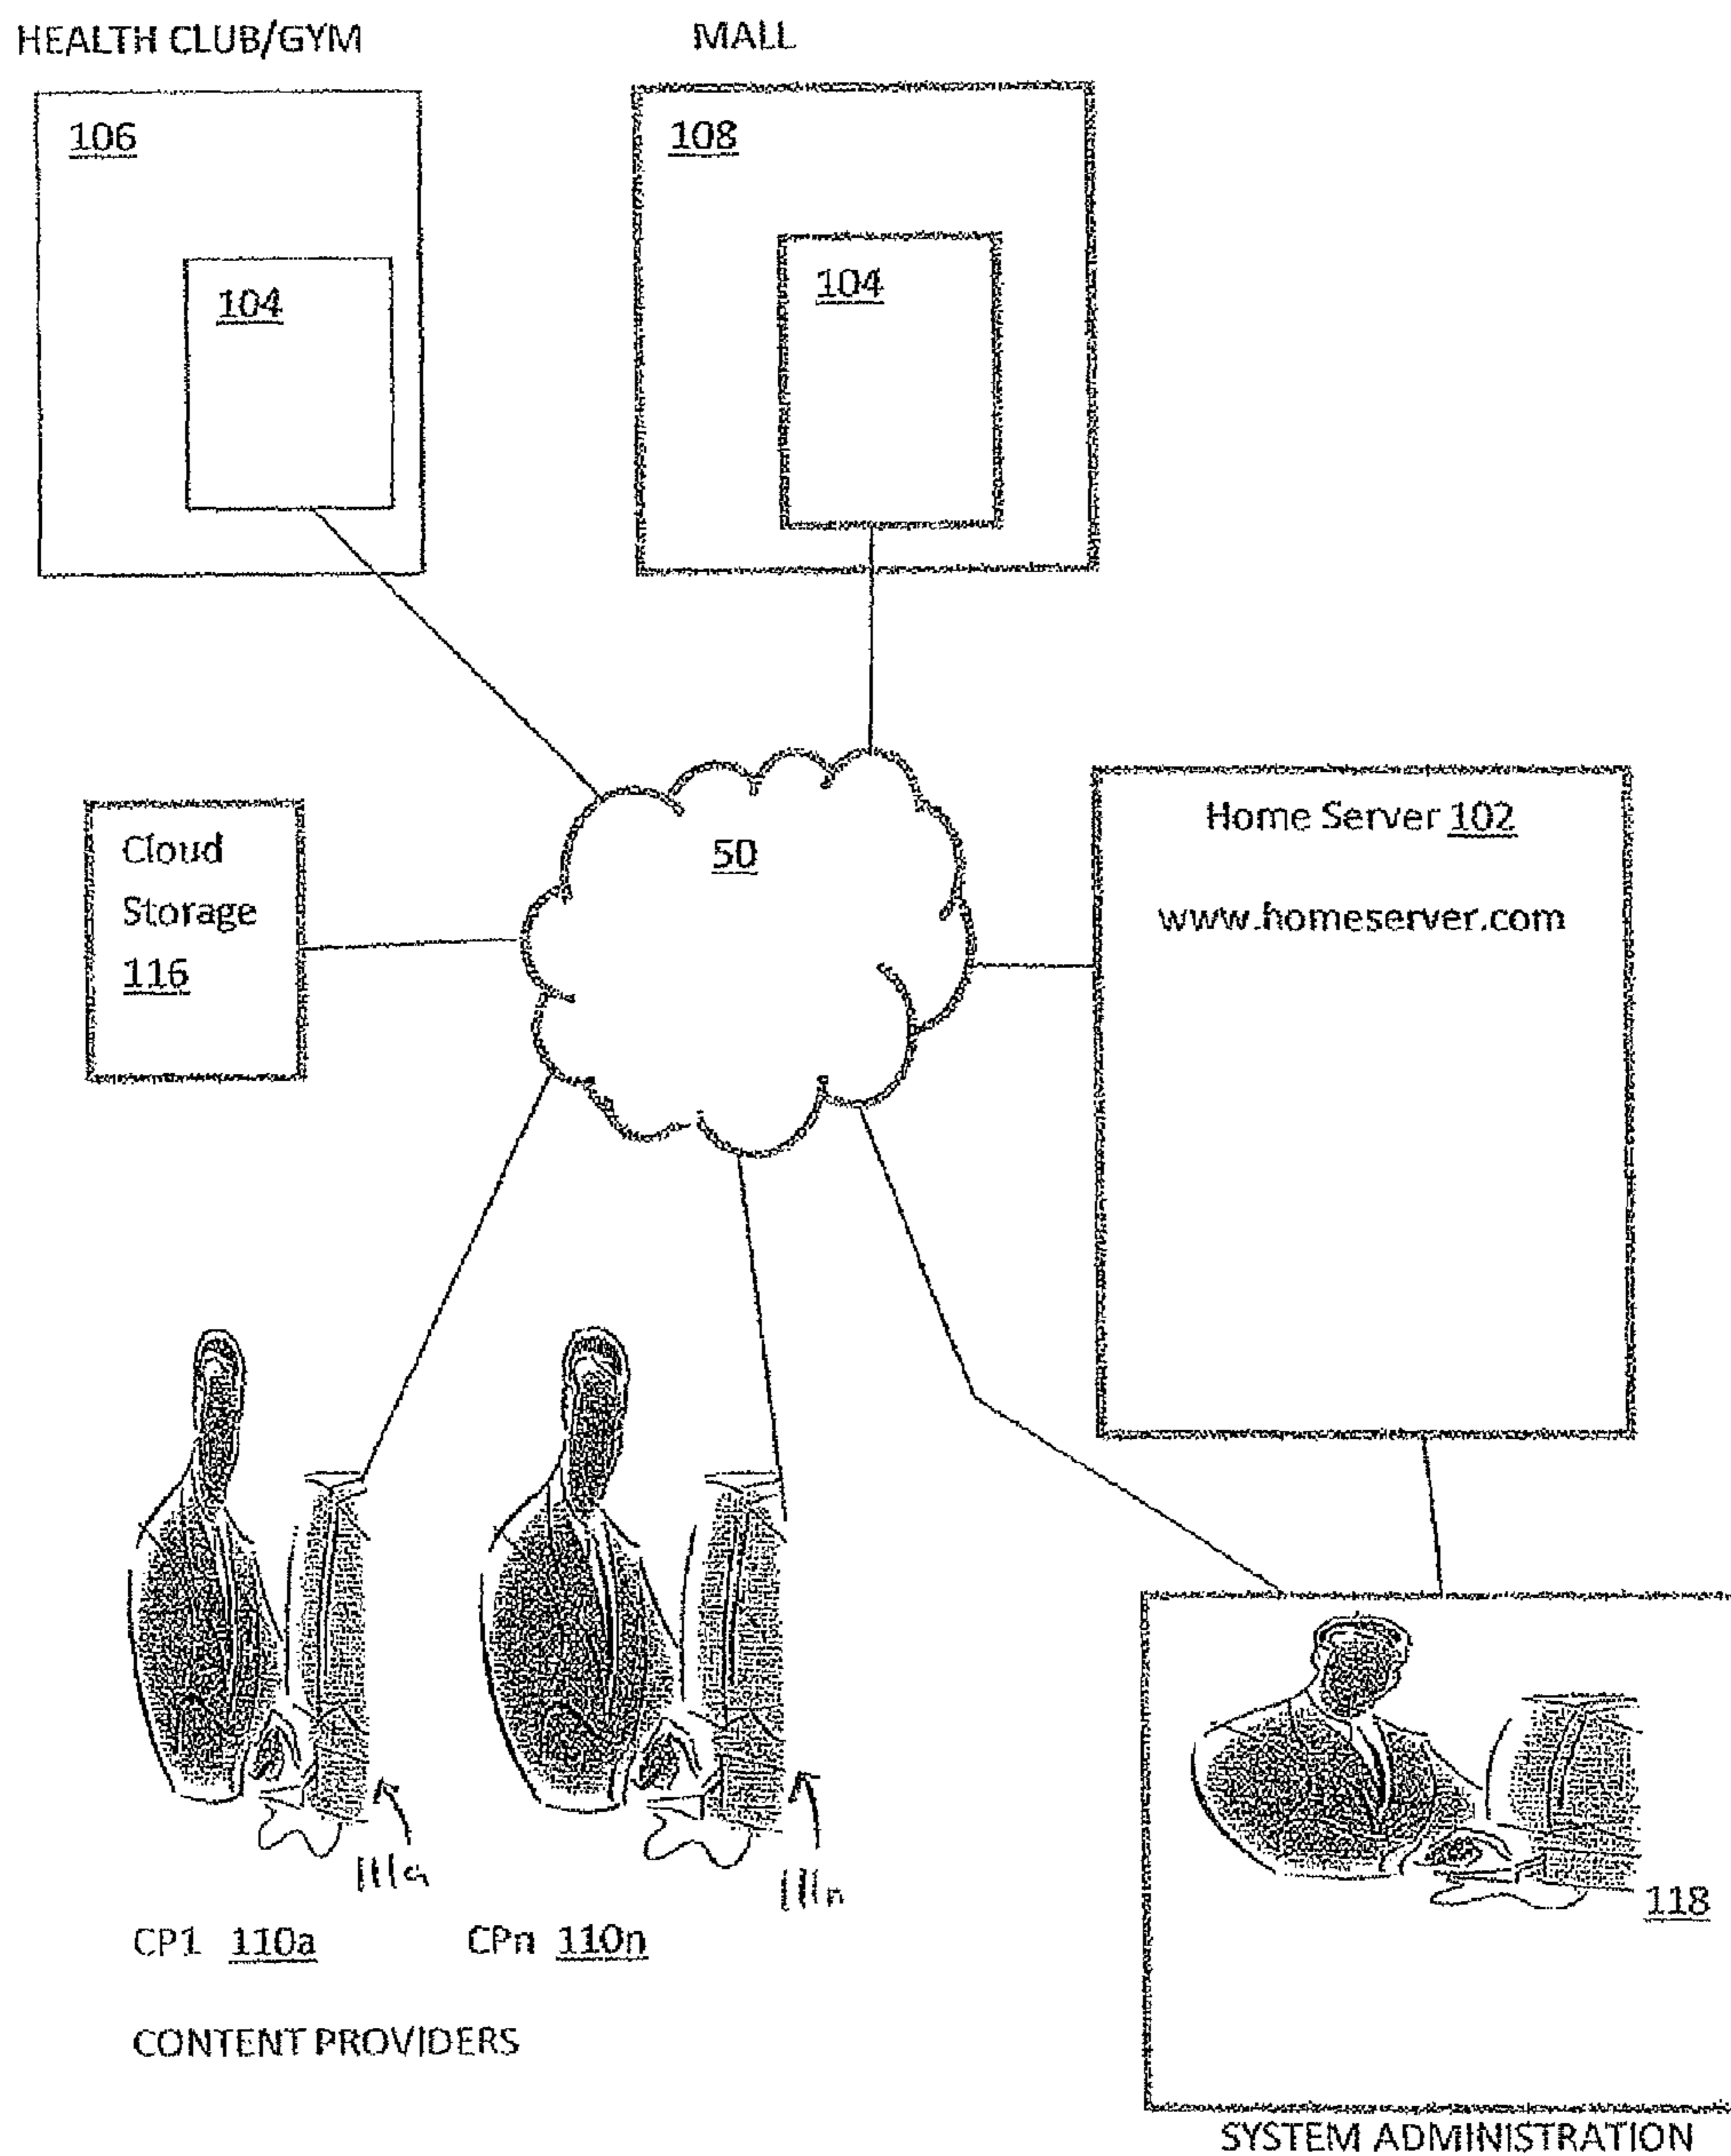 HEALTH CLUB/GYM
MALL
106
108
104
104
50
Home Server 102
www.homeserver.com
Cloud
Storage
116
111a
111n
118
CP1 110a
CPn 110n
CONTENT PROVIDERS
SYSTEM ADMINISTRATION